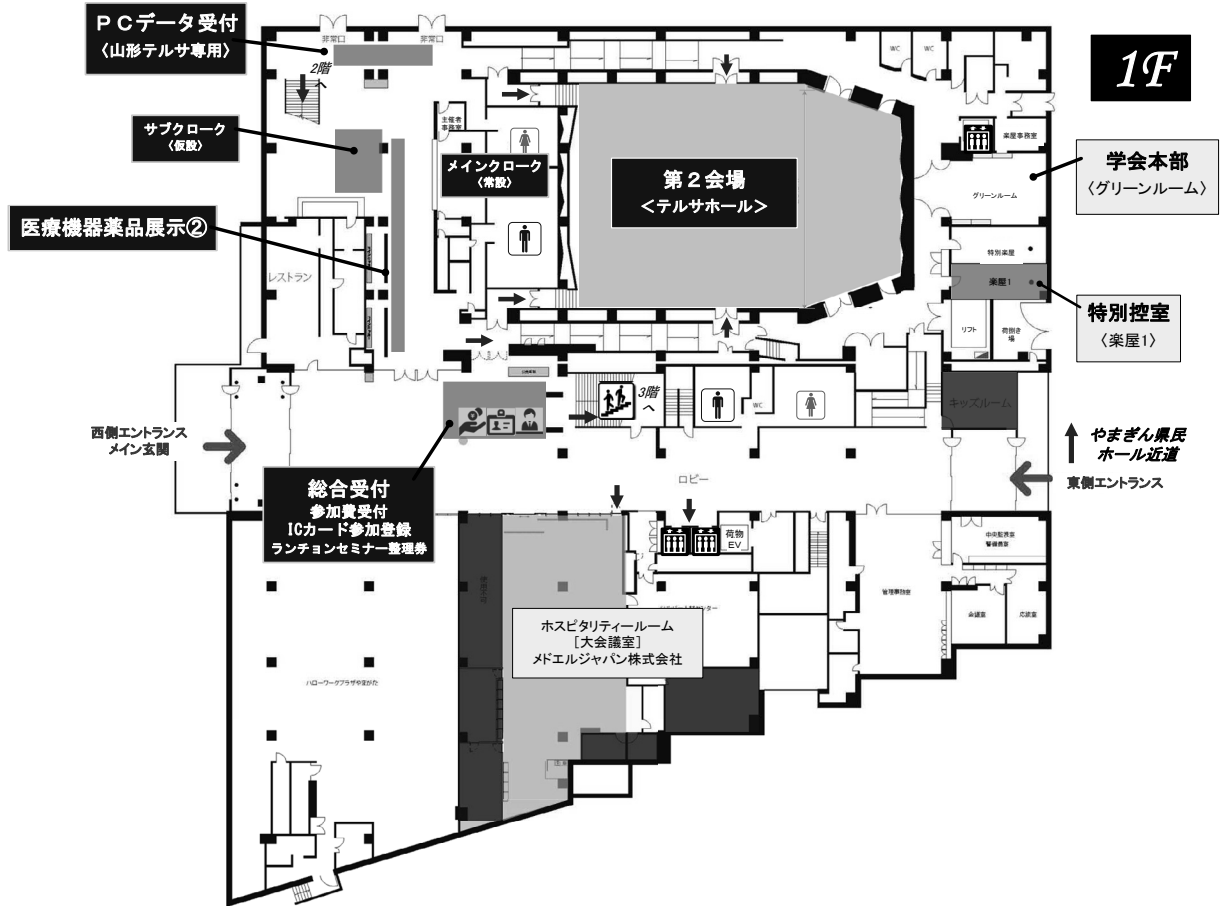 ＰＣデータ受付
〈山形テルサ専用〉
非常口
非常口
1F
2階
へ
WC
WC
サブクローク
〈仮設〉
主催者
事務室
楽屋事務室
メインクローク
〈常設〉
第２会場
＜テルサホール＞
学会本部
〈グリーンルーム〉
グリーンルーム
医療機器薬品展示②
レストラン
特別楽屋
楽屋1
特別控室
〈楽屋1〉
リフト
荷捌き
場
3階
へ
WC
キッズルーム
西側エントランス
メイン玄関
やまぎん県民
ホール近道
東側エントランス
ロビー
総合受付
参加費受付
ICカード参加登録
ランチョンセミナー整理券
荷物
EV
中央監視室
警備員室
管理事務室
会議室
応接室
ホスピタリティールーム
［大会議室］
メドエルジャパン株式会社
ハローワークプラザやまがた